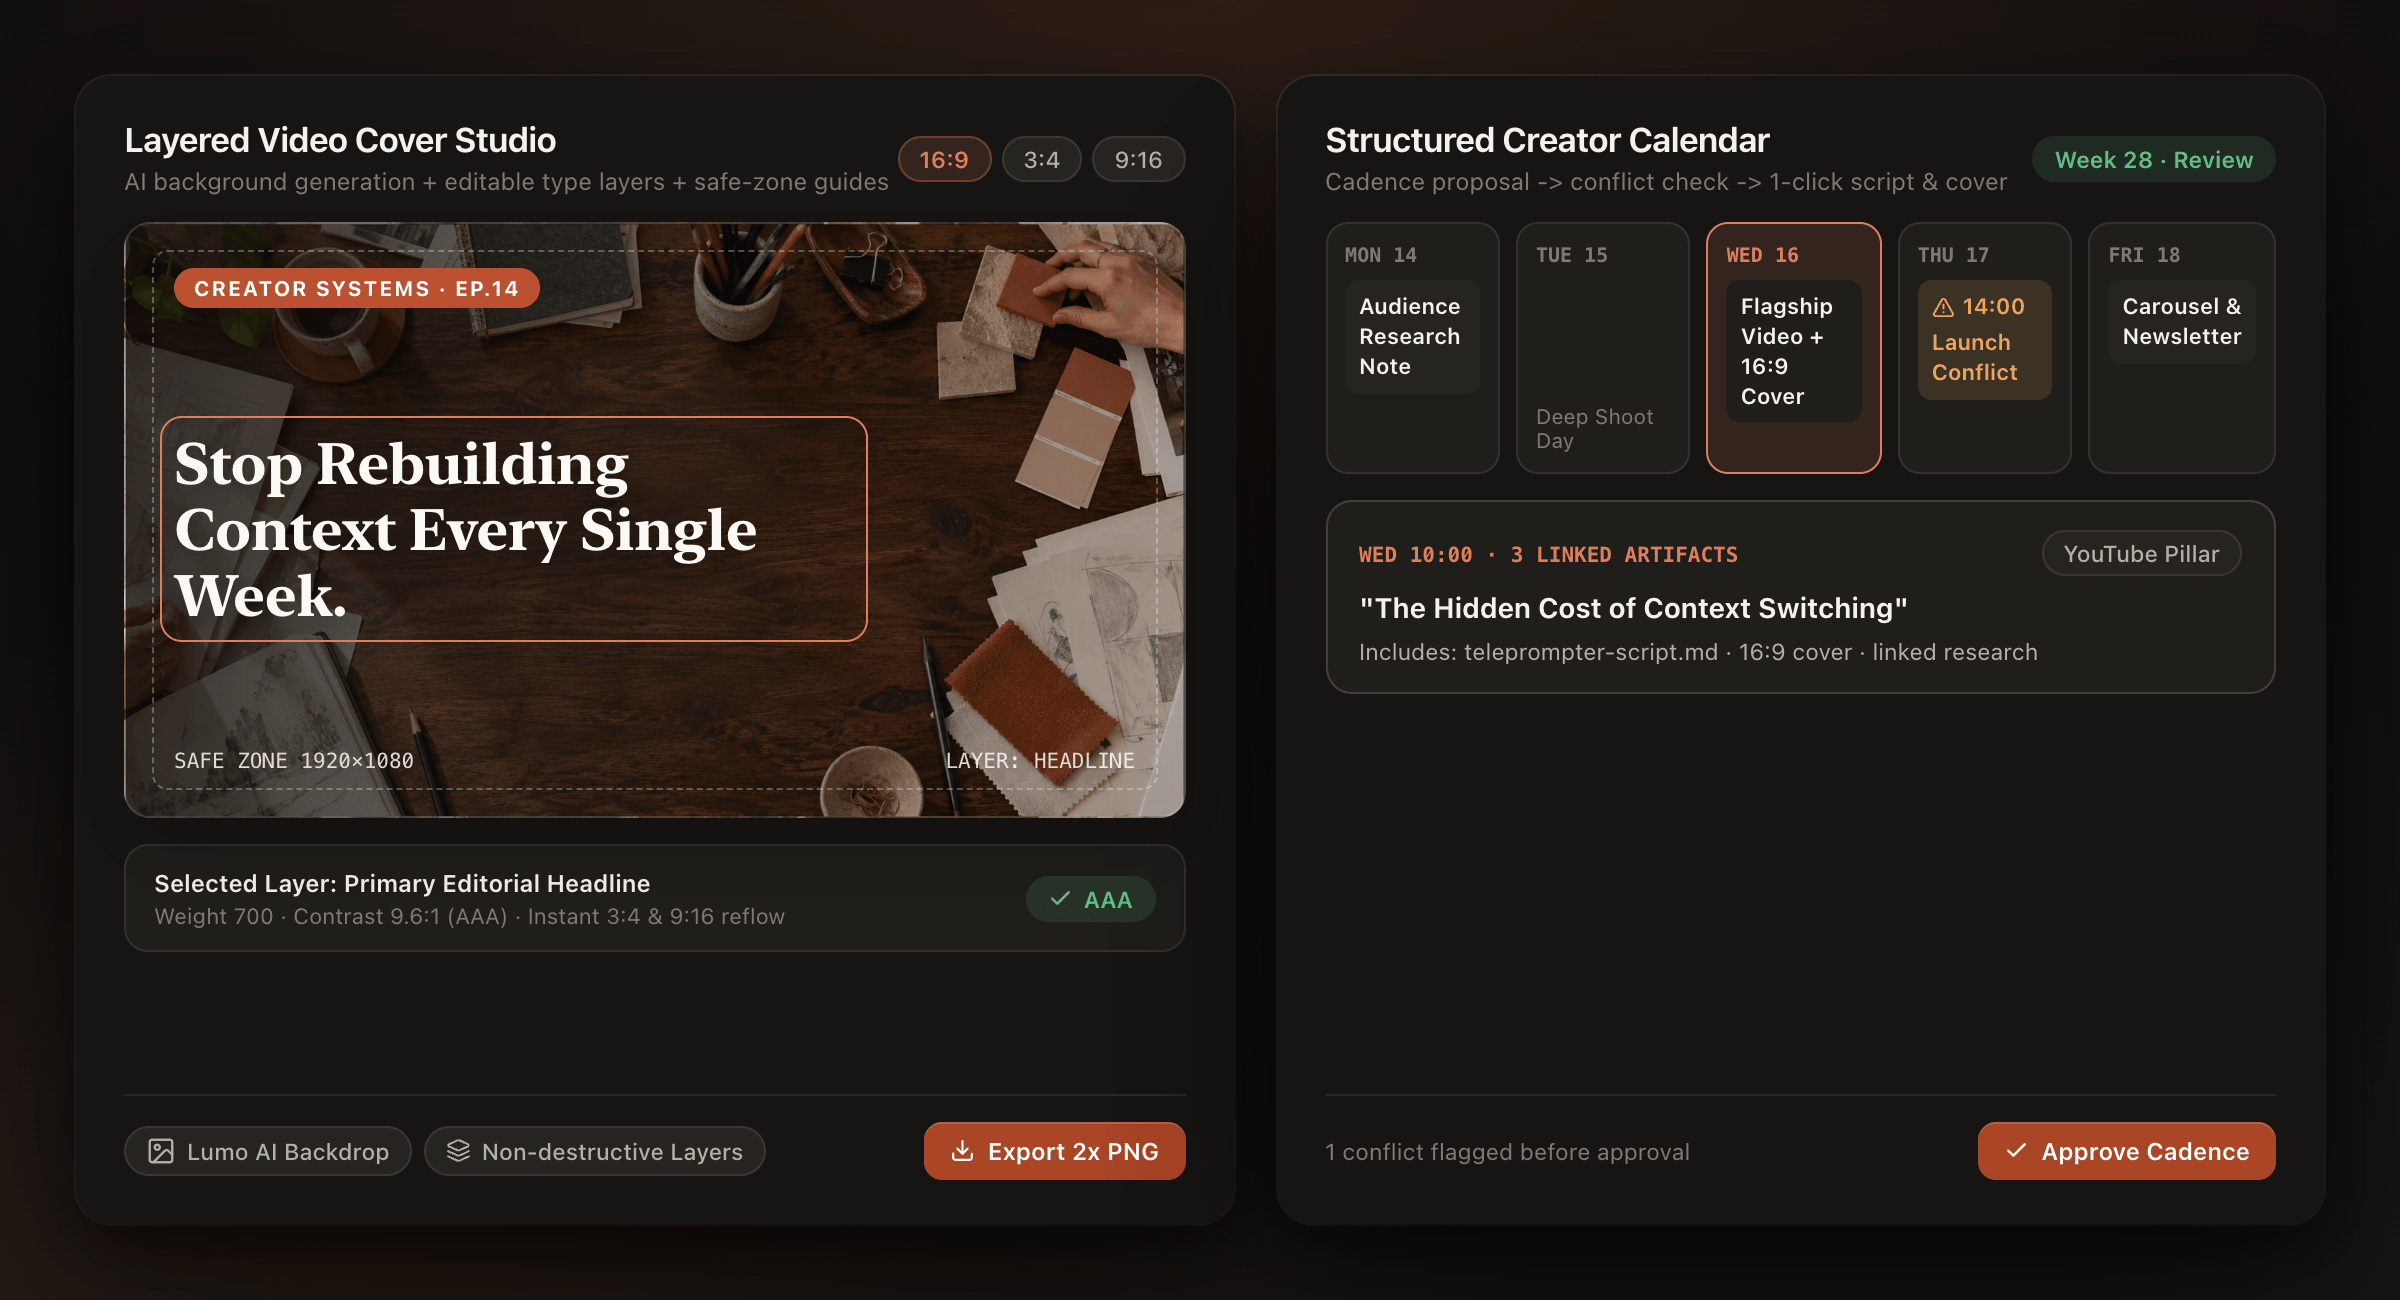 Layered Video Cover Studio
AI background generation + editable type layers + safe-zone guides
16:9
3:4
9:16
CREATOR SYSTEMS · EP.14
Stop Rebuilding
Context Every Single
Week.
SAFE ZONE 1920×1080
LAYER: HEADLINE
Selected Layer: Primary Editorial Headline
Weight 700 · Contrast 9.6:1 (AAA) · Instant 3:4 & 9:16 reflow
AAA
Lumo AI Backdrop
Non-destructive Layers
Export 2x PNG
Structured Creator Calendar
Cadence proposal -> conflict check -> 1-click script & cover
Week 28 · Review
MON 14
Audience
Research
Note
TUE 15
Deep Shoot
Day
WED 16
Flagship
Video +
16:9
Cover
THU 17
14:00
Launch
Conflict
FRI 18
Carousel &
Newsletter
WED 10:00 · 3 LINKED ARTIFACTS
YouTube Pillar
"The Hidden Cost of Context Switching"
Includes: teleprompter-script.md · 16:9 cover · linked research
1 conflict flagged before approval
Approve Cadence